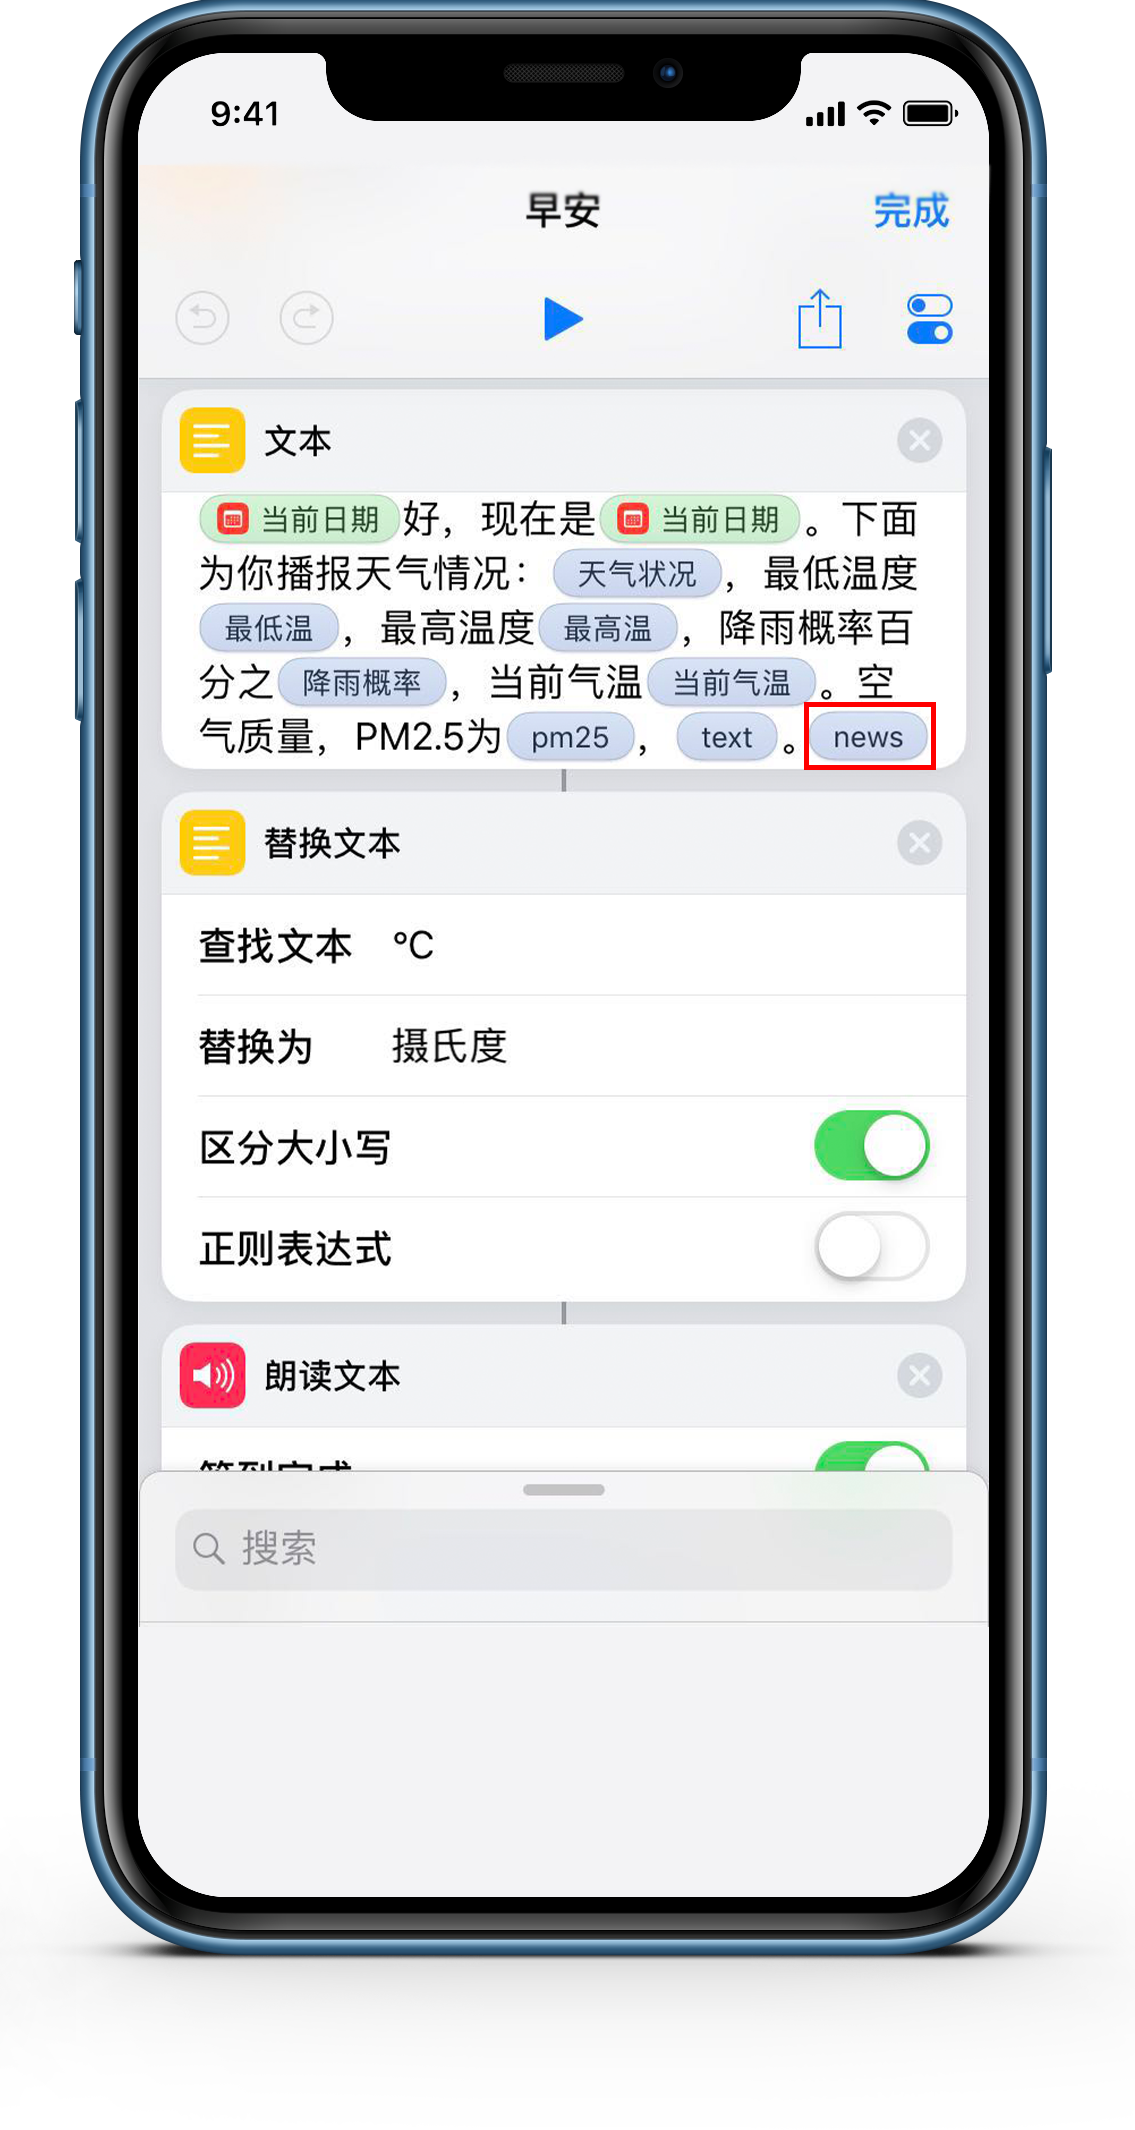 9:41
早安
完成
文本
当前日期好，现在是当前日期。下面
为你播报天气情况：天气状况，最低温度
最低温，最高温度最高温，降雨概率百
分之降雨概率，当前气温当前气温。空
气质量，PM2.5为pm25，text。news
替换文本
查找文本 °C
替换为 摄氏度
区分大小写
正则表达式
朗读文本
搜索